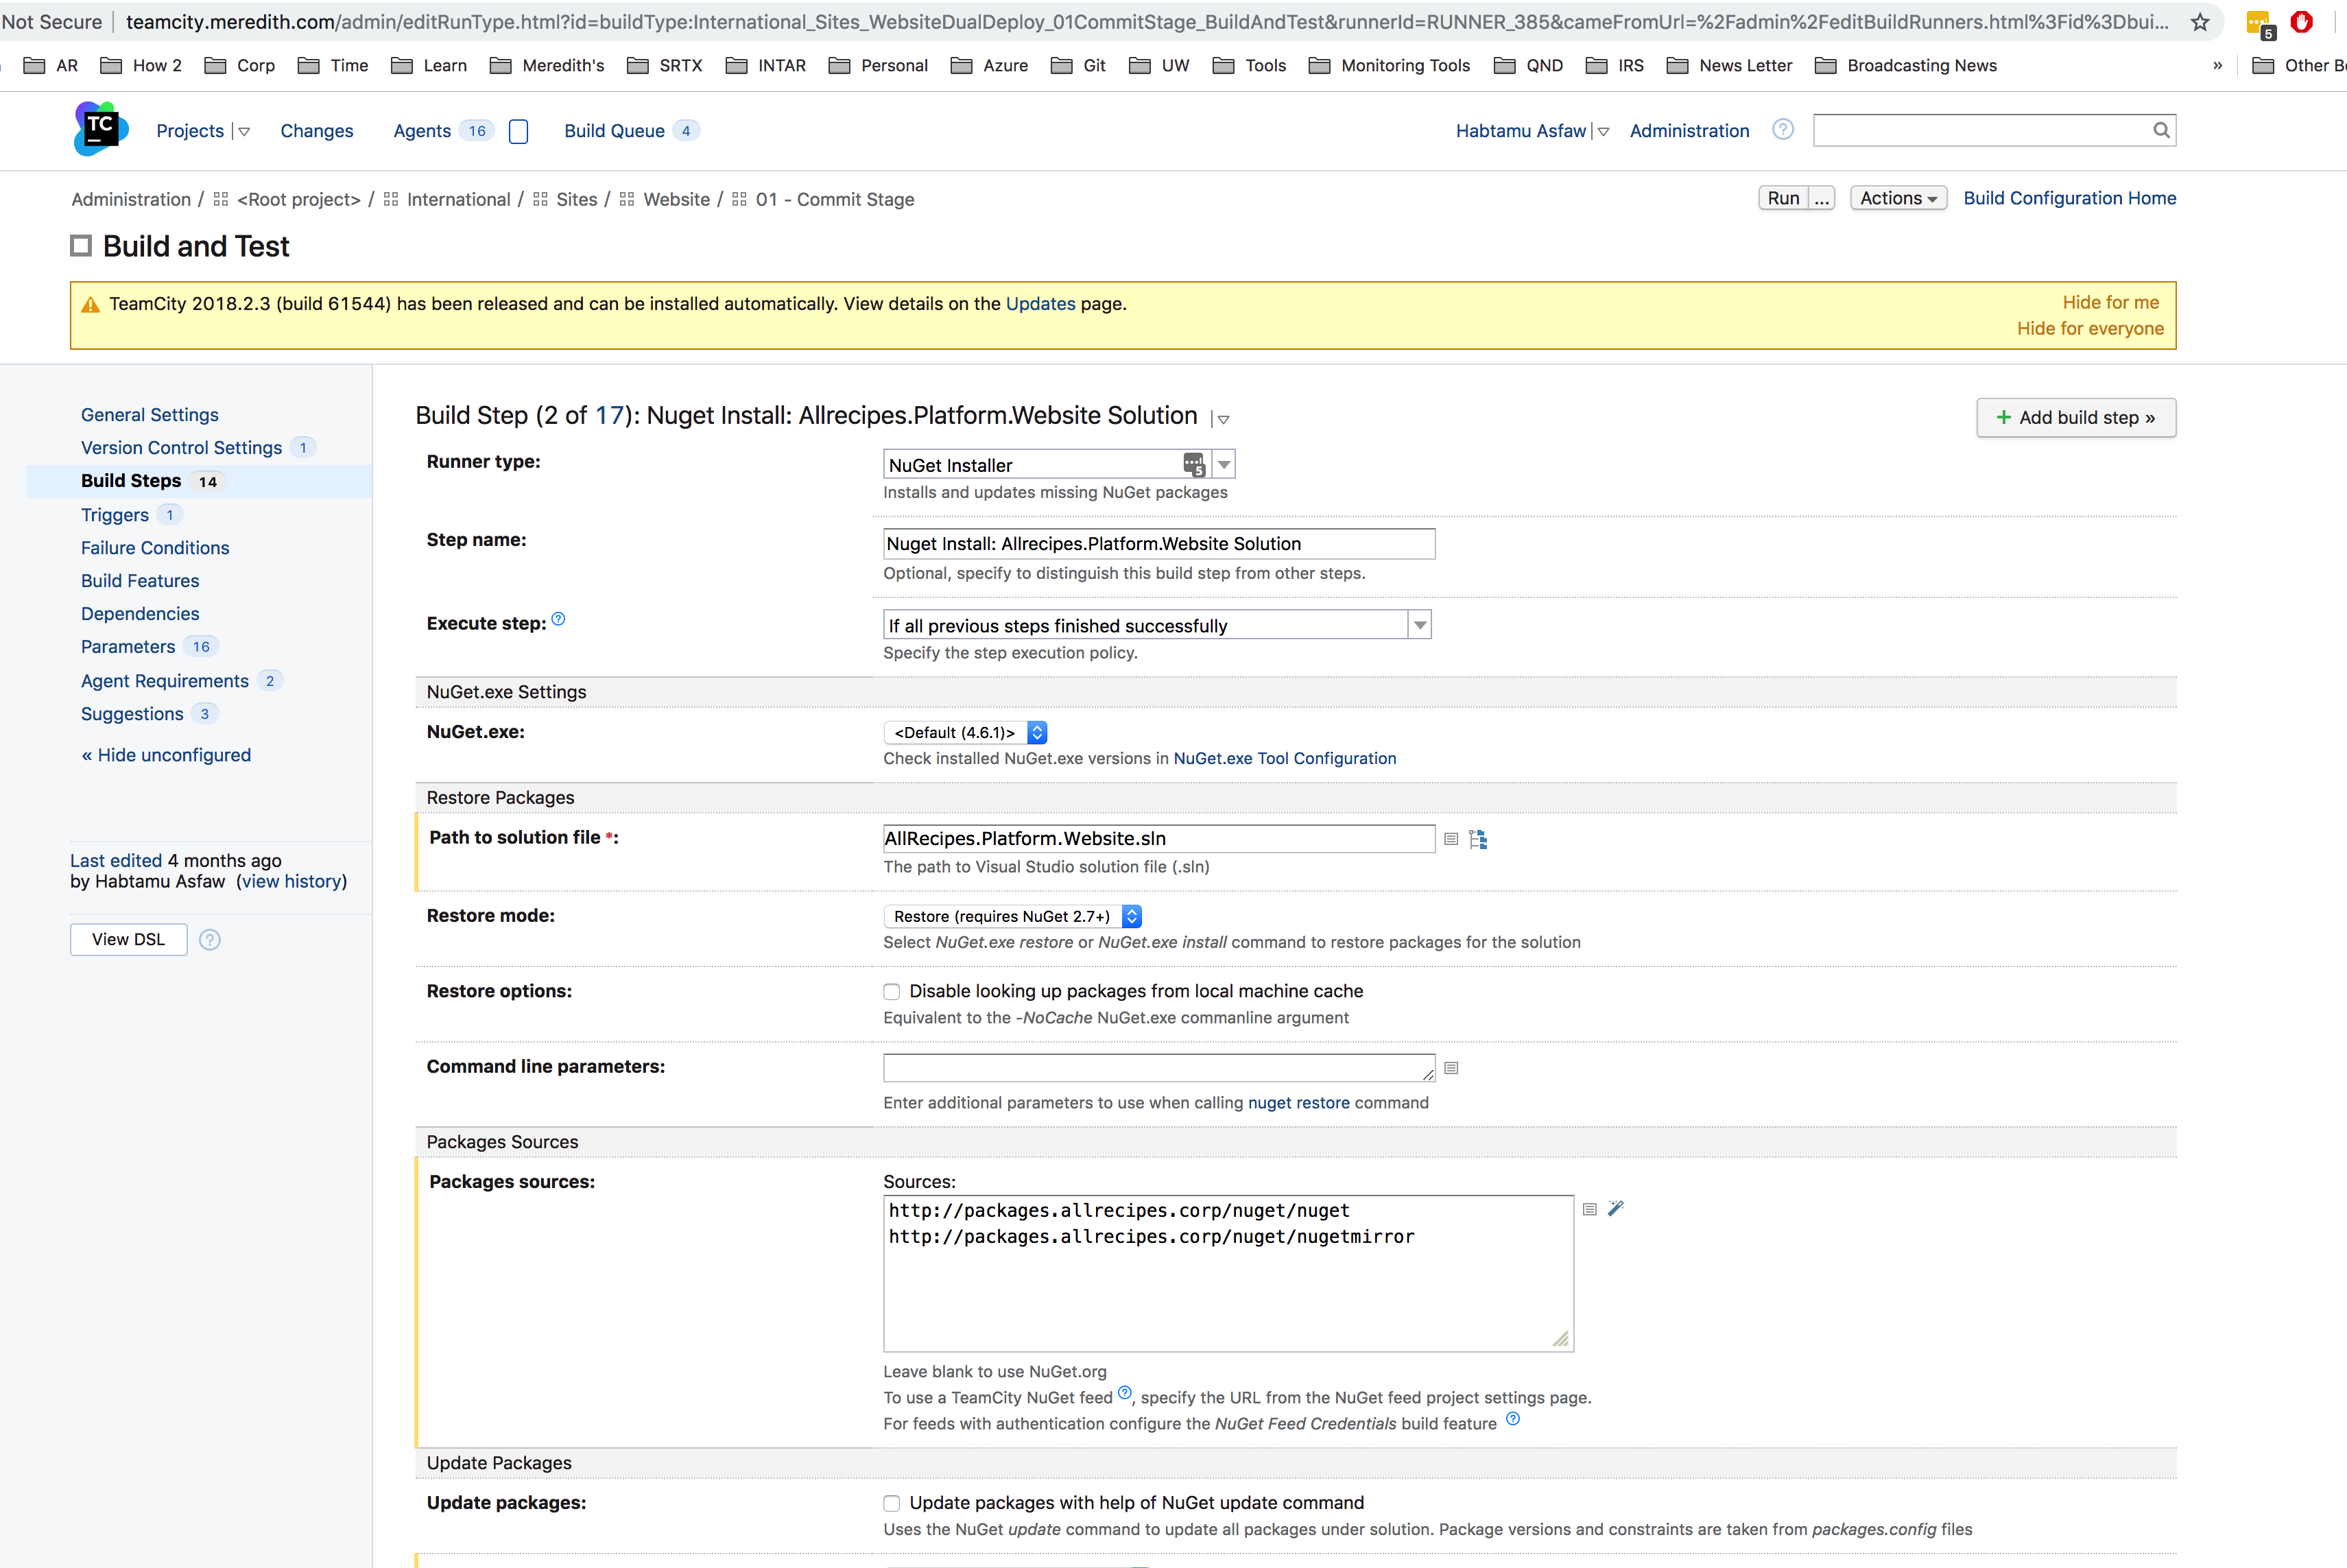 Not Secure | teamcity.meredith.com/admin/editRunType.html?id=buildType:International_Sites_WebsiteDualDeploy_01CommitStage_BuildAndTest&runnerId=RUNNER_385&cameFromUrl=%2Fadmin%2FeditBuildRunners.html%3Fid%3Dbui... 5
AR How 2 Corp Time Learn Meredith's SRTX INTAR Personal Azure Git UW Tools Monitoring Tools QND IRS News Letter Broadcasting News » Other B
TC Projects Changes Agents 16 Build Queue 4 Habtamu Asfaw Administration ?
Administration / <Root project> / International / Sites / Website / 01 - Commit Stage Run ... Actions Build Configuration Home
Build and Test
TeamCity 2018.2.3 (build 61544) has been released and can be installed automatically. View details on the Updates page.
Hide for me
Hide for everyone
General Settings
Version Control Settings 1
Build Steps 14
Triggers 1
Failure Conditions
Build Features
Dependencies
Parameters 16
Agent Requirements 2
Suggestions 3
« Hide unconfigured
Last edited 4 months ago
by Habtamu Asfaw (view history)
View DSL ?
Build Step (2 of 17): Nuget Install: Allrecipes.Platform.Website Solution
+ Add build step »
Runner type: NuGet Installer 5
Installs and updates missing NuGet packages
Step name: Nuget Install: Allrecipes.Platform.Website Solution
Optional, specify to distinguish this build step from other steps.
Execute step: ? If all previous steps finished successfully
Specify the step execution policy.
NuGet.exe Settings
NuGet.exe: <Default (4.6.1)>
Check installed NuGet.exe versions in NuGet.exe Tool Configuration
Restore Packages
Path to solution file *: AllRecipes.Platform.Website.sln
The path to Visual Studio solution file (.sln)
Restore mode: Restore (requires NuGet 2.7+)
Select NuGet.exe restore or NuGet.exe install command to restore packages for the solution
Restore options: Disable looking up packages from local machine cache
Equivalent to the -NoCache NuGet.exe commanline argument
Command line parameters:
Enter additional parameters to use when calling nuget restore command
Packages Sources
Packages sources: Sources:
http://packages.allrecipes.corp/nuget/nuget
http://packages.allrecipes.corp/nuget/nugetmirror
Leave blank to use NuGet.org
To use a TeamCity NuGet feed ?, specify the URL from the NuGet feed project settings page.
For feeds with authentication configure the NuGet Feed Credentials build feature ?
Update Packages
Update packages: Update packages with help of NuGet update command
Uses the NuGet update command to update all packages under solution. Package versions and constraints are taken from packages.config files